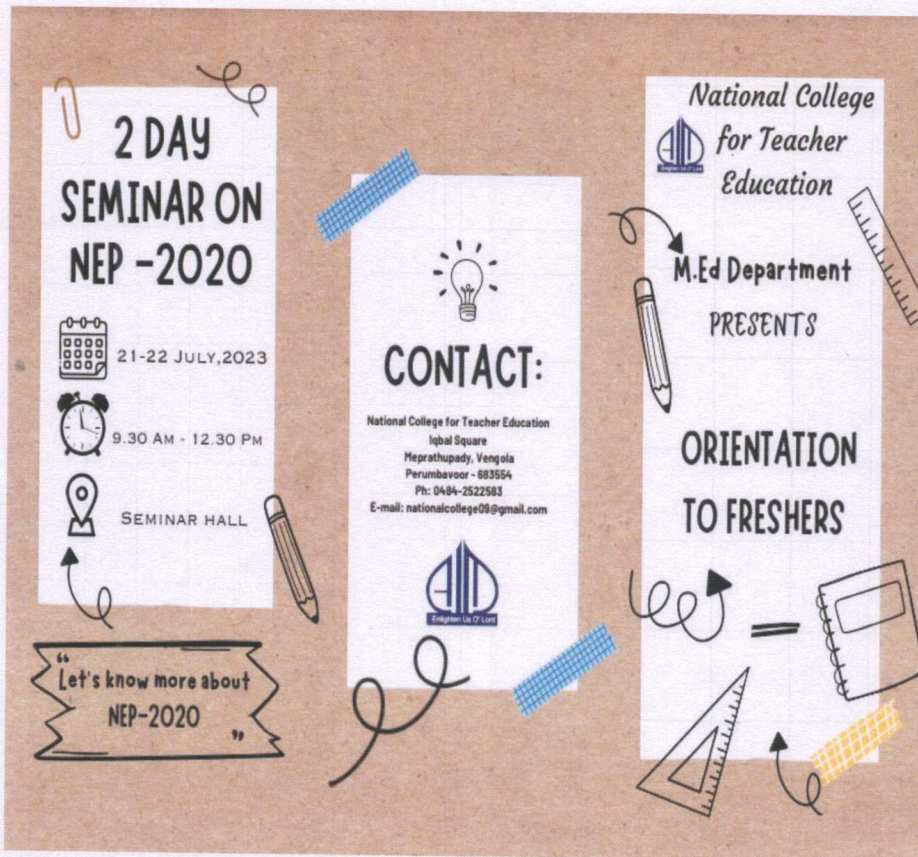 2 DAY
SEMINAR ON
NEP -2020
21-22 JULY,2023
9.30 AM - 12.30 PM
SEMINAR HALL
“Let's know more about
NEP-2020
”
CONTACT:
National College for Teacher Education
Iqbal Square
Meprathupady, Vengola
Perumbavoor - 683554
Ph: 0484-2522583
E-mail: nationalcollege09@gmail.com
Enlighten Us O' Lord
National College
for Teacher
Education
Enlighten Us O' Lord
M.Ed Department
PRESENTS
ORIENTATION
TO FRESHERS